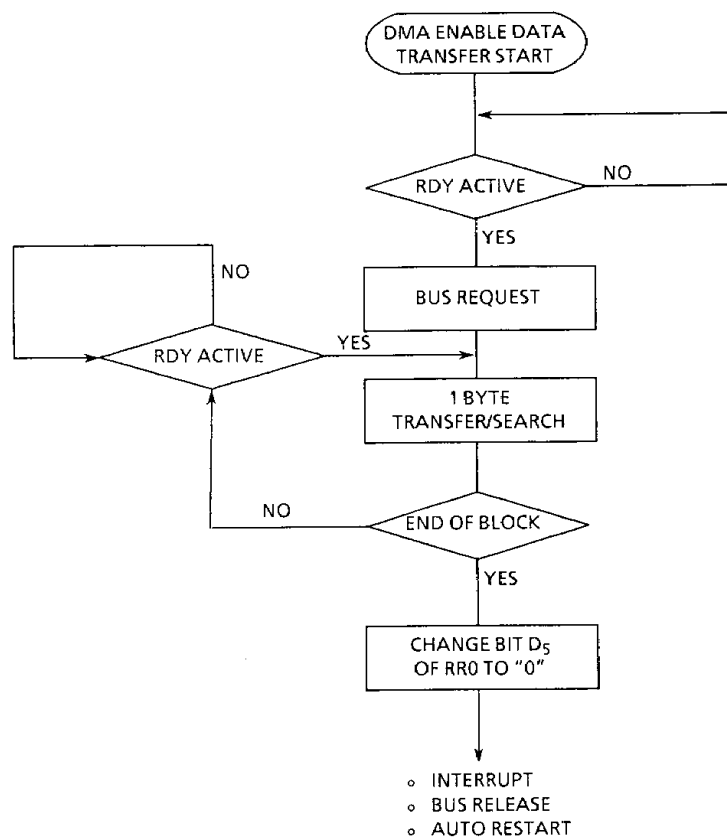 DMA ENABLE DATA
TRANSFER START
RDY ACTIVE
NO
YES
BUS REQUEST
NO
RDY ACTIVE
YES
1 BYTE
TRANSFER/SEARCH
NO
END OF BLOCK
YES
CHANGE BIT D5
OF RR0 TO "0"
INTERRUPT
BUS RELEASE
AUTO RESTART